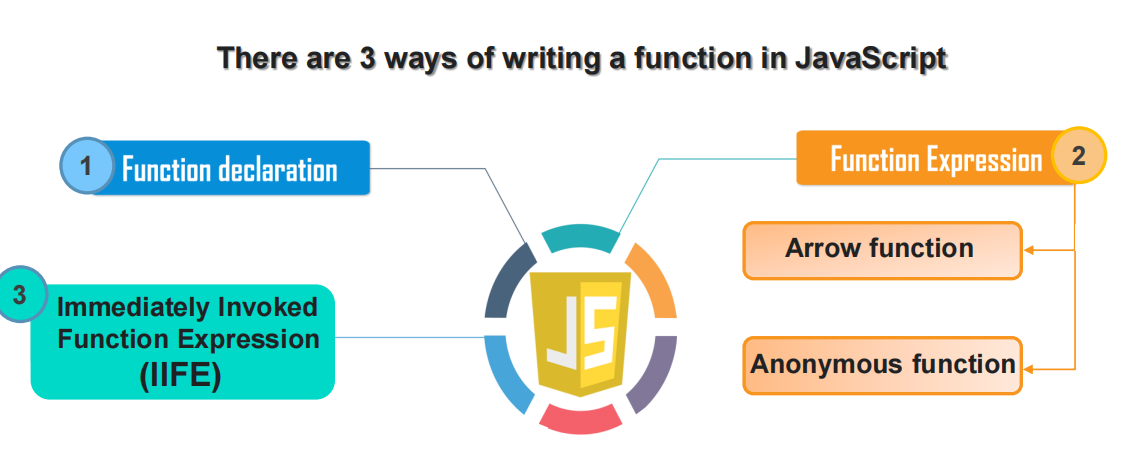 There are 3 ways of writing a function in JavaScript
1
Function declaration
Function Expression
2
Arrow function
Anonymous function
3
Immediately Invoked
Function Expression
(IIFE)
JS